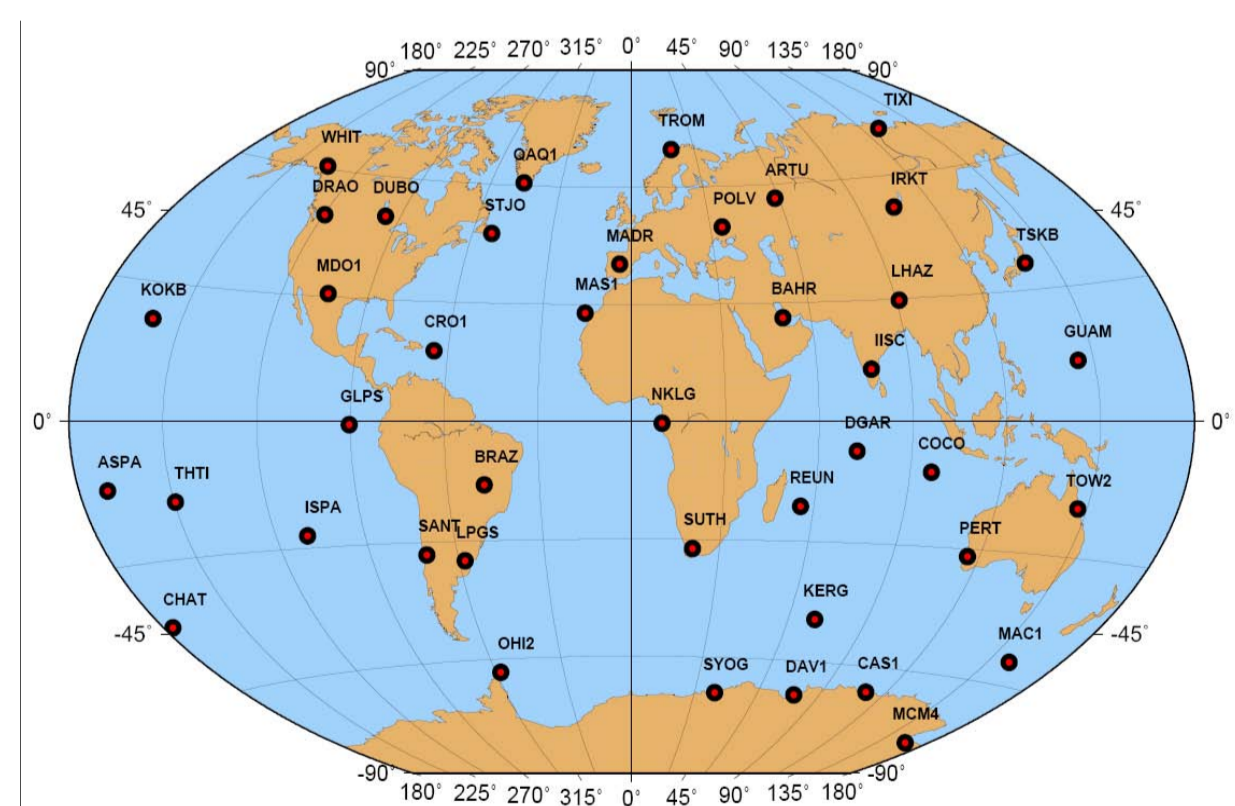 180° 225° 270° 315° 0° 45° 90° 135° 180°
90° 90°
TIXI
TROM
WHIT
QAQ1
ARTU
IRKT
DRAO DUBO
POLV
45° STJO 45°
MADR TSKB
MDO1 LHAZ
KOKB MAS1 BAHR
CRO1 GUAM
IISC
GLPS NKLG
0° 0°
DGAR
COCO
ASPA THTI BRAZ REUN TOW2
ISPA SUTH
SANT LPGS PERT
CHAT KERG
-45° -45°
MAC1
OHI2
SYOG DAV1 CAS1
MCM4
-90° -90°
180° 225° 270° 315° 0° 45° 90° 135° 180°